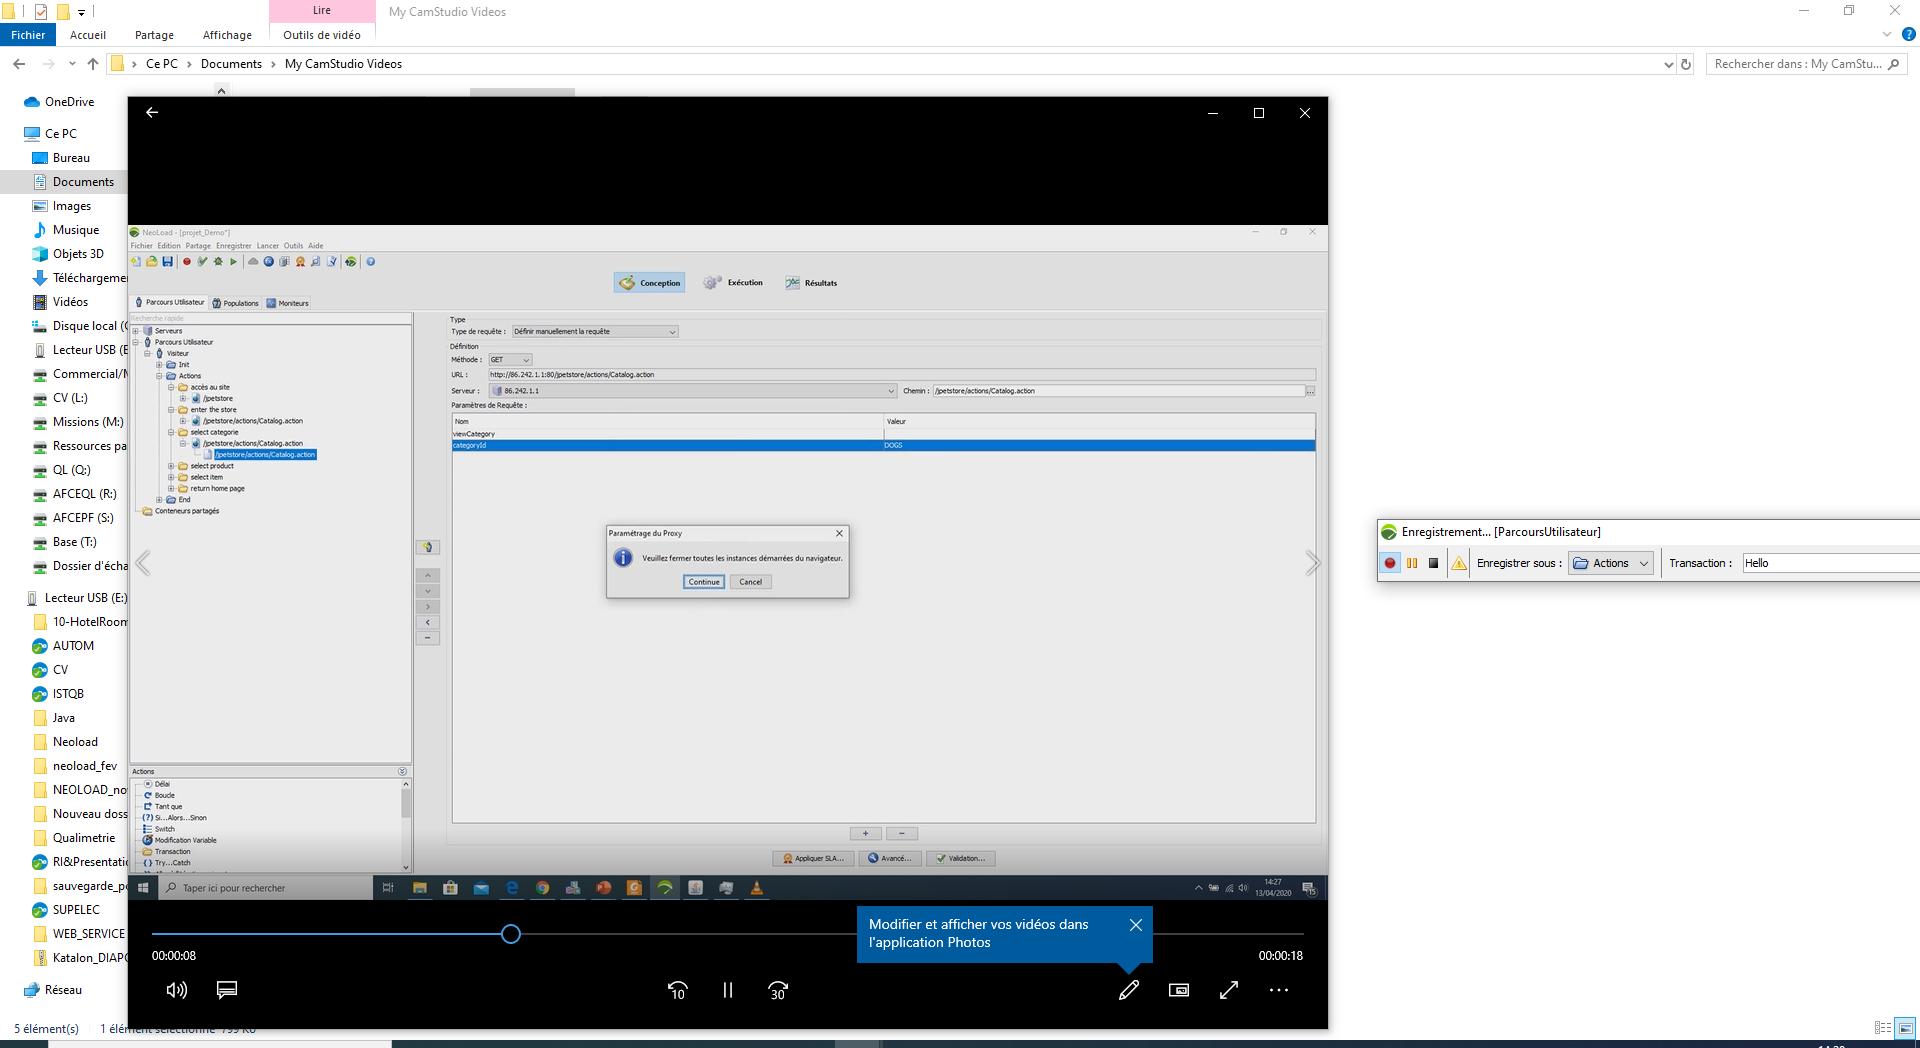 Lire
My CamStudio Videos
Fichier
Accueil
Partage
Affichage
Outils de vidéo
Ce PC
Documents
My CamStudio Videos
Rechercher dans : My CamStu...
OneDrive
Ce PC
Bureau
Documents
Images
Musique
Objets 3D
Téléchargeme
Vidéos
Disque local (
Lecteur USB (E
Commercial/
CV (L:)
Missions (M:)
Ressources pa
QL (Q:)
AFCEQL (R:)
AFCEPF (S:)
Base (T:)
Dossier d'écha
Lecteur USB (E:)
10-HotelRoom
AUTOM
CV
ISTQB
Java
Neoload
neoload_fev
NEOLOAD_no
Nouveau doss
Qualimetrie
RI&Presentatio
sauvegarde_p
SUPELEC
WEB_SERVICE
Katalon_DIAPO
Réseau
5 élément(s)
1 élément sélectionné 799 Ko
NeoLoad - [projet_Demo*]
Fichier Edition Partage Enregistrer Lancer Outils Aide
Conception
Exécution
Résultats
Parcours Utilisateur
Populations
Moniteurs
Recherche rapide
Serveurs
Parcours Utilisateur
Visiteur
Init
Actions
accès au site
/jpetstore
enter the store
/jpetstore/actions/Catalog.action
select categorie
/jpetstore/actions/Catalog.action
/jpetstore/actions/Catalog.action
select product
select item
return home page
End
Conteneurs partagés
Type
Type de requête :
Définir manuellement la requête
Définition
Méthode :
GET
URL :
http://86.242.1.1:80/jpetstore/actions/Catalog.action
Serveur :
86.242.1.1
Chemin :
/jpetstore/actions/Catalog.action
...
Paramètres de Requête :
Nom
Valeur
viewCategory
categoryId
DOGS
Paramétrage du Proxy
Veuillez fermer toutes les instances démarrées du navigateur.
Continue
Cancel
Actions
Délai
Boucle
Tant que
Si...Alors...Sinon
Switch
Modification Variable
Transaction
Try...Catch
Appliquer SLA...
Avancé...
Validation...
Taper ici pour rechercher
14:27
13/04/2020
15
Modifier et afficher vos vidéos dans
l'application Photos
00:00:08
00:00:18
10
30
Enregistrement... [ParcoursUtilisateur]
Enregistrer sous :
Actions
Transaction :
Hello